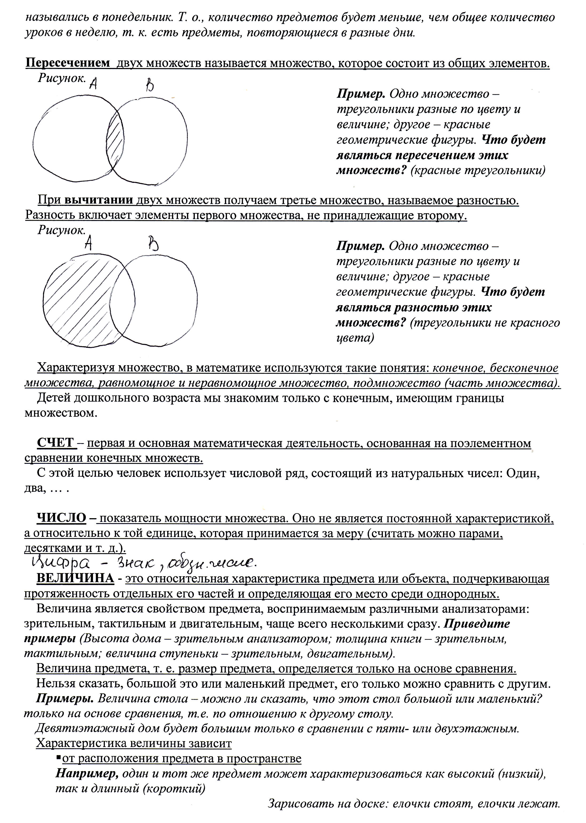 назывались в понедельник. Т. о., количество предметов будет меньше, чем общее количество
уроков в неделю, т. к. есть предметы, повторяющиеся в разные дни.
Пересечением двух множеств называется множество, которое состоит из общих элементов.
Рисунок.
A B
Пример. Одно множество –
треугольники разные по цвету и
величине; другое – красные
геометрические фигуры. Что будет
являться пересечением этих
множеств? (красные треугольники)
При вычитании двух множеств получаем третье множество, называемое разностью.
Разность включает элементы первого множества, не принадлежащие второму.
Рисунок.
A B
Пример. Одно множество –
треугольники разные по цвету и
величине; другое – красные
геометрические фигуры. Что будет
являться разностью этих
множеств? (треугольники не красного
цвета)
Характеризуя множество, в математике используются такие понятия: конечное, бесконечное
множества, равномощное и неравномощное множество, подмножество (часть множества).
Детей дошкольного возраста мы знакомим только с конечным, имеющим границы
множеством.
СЧЕТ – первая и основная математическая деятельность, основанная на поэлементном
сравнении конечных множеств.
С этой целью человек использует числовой ряд, состоящий из натуральных чисел: Один,
два, … .
ЧИСЛО – показатель мощности множества. Оно не является постоянной характеристикой,
а относительно к той единице, которая принимается за меру (считать можно парами,
десятками и т. д.).
Цифра – знак, обозн. число.
ВЕЛИЧИНА - это относительная характеристика предмета или объекта, подчеркивающая
протяженность отдельных его частей и определяющая его место среди однородных.
Величина является свойством предмета, воспринимаемым различными анализаторами:
зрительным, тактильным и двигательным, чаще всего несколькими сразу. Приведите
примеры (Высота дома – зрительным анализатором; толщина книги – зрительным,
тактильным; величина ступеньки – зрительным, двигательным).
Величина предмета, т. е. размер предмета, определяется только на основе сравнения.
Нельзя сказать, большой это или маленький предмет, его только можно сравнить с другим.
Примеры. Величина стола – можно ли сказать, что этот стол большой или маленький?
только на основе сравнения, т.е. по отношению к другому столу.
Девятиэтажный дом будет большим только в сравнении с пяти- или двухэтажным.
Характеристика величины зависит
▪от расположения предмета в пространстве
Например, один и тот же предмет может характеризоваться как высокий (низкий),
так и длинный (короткий)
Зарисовать на доске: елочки стоят, елочки лежат.